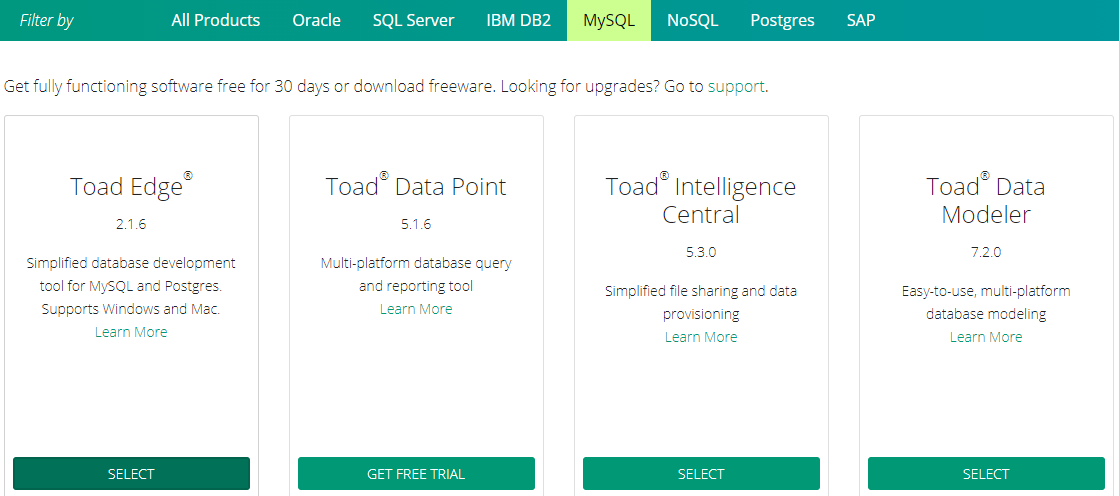 Filter by All Products Oracle SQL Server IBM DB2 MySQL NoSQL Postgres SAP
Get fully functioning software free for 30 days or download freeware. Looking for upgrades? Go to support.
Toad Edge®
2.1.6
Simplified database development
tool for MySQL and Postgres.
Supports Windows and Mac.
Learn More
SELECT
Toad® Data Point
5.1.6
Multi-platform database query
and reporting tool
Learn More
GET FREE TRIAL
Toad® Intelligence
Central
5.3.0
Simplified file sharing and data
provisioning
Learn More
SELECT
Toad® Data
Modeler
7.2.0
Easy-to-use, multi-platform
database modeling
Learn More
SELECT